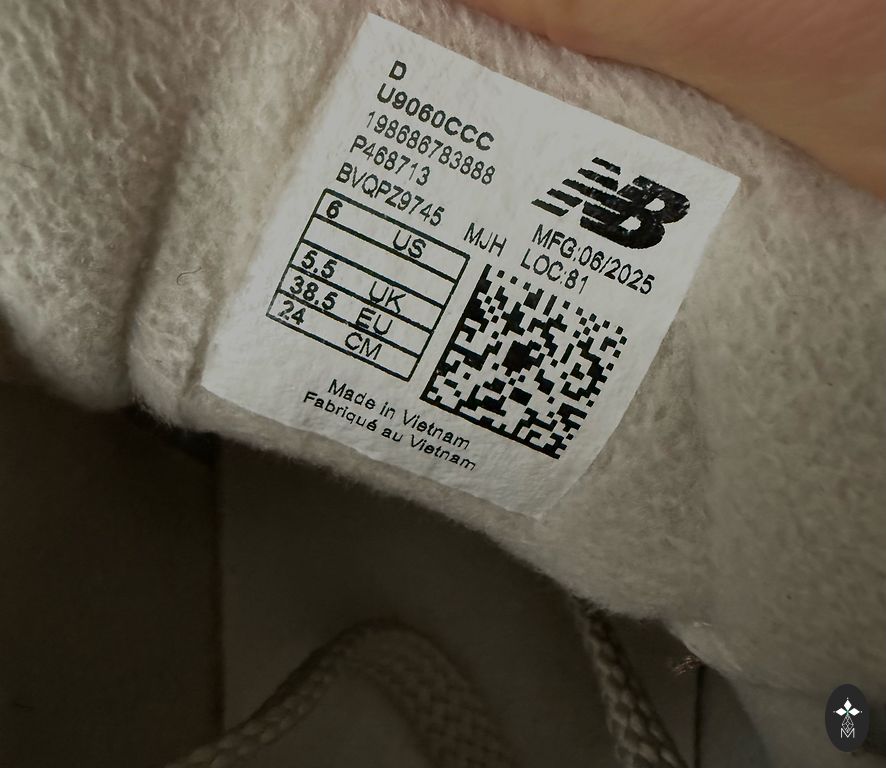 D
U9060CCC
198686783888
P468713
BVQPZ9745 MJH
NB
MFG:06/2025
LOC:81
6 US
5.5 UK
38.5 EU
24 CM
Made in Vietnam
Fabriqué au Vietnam
M